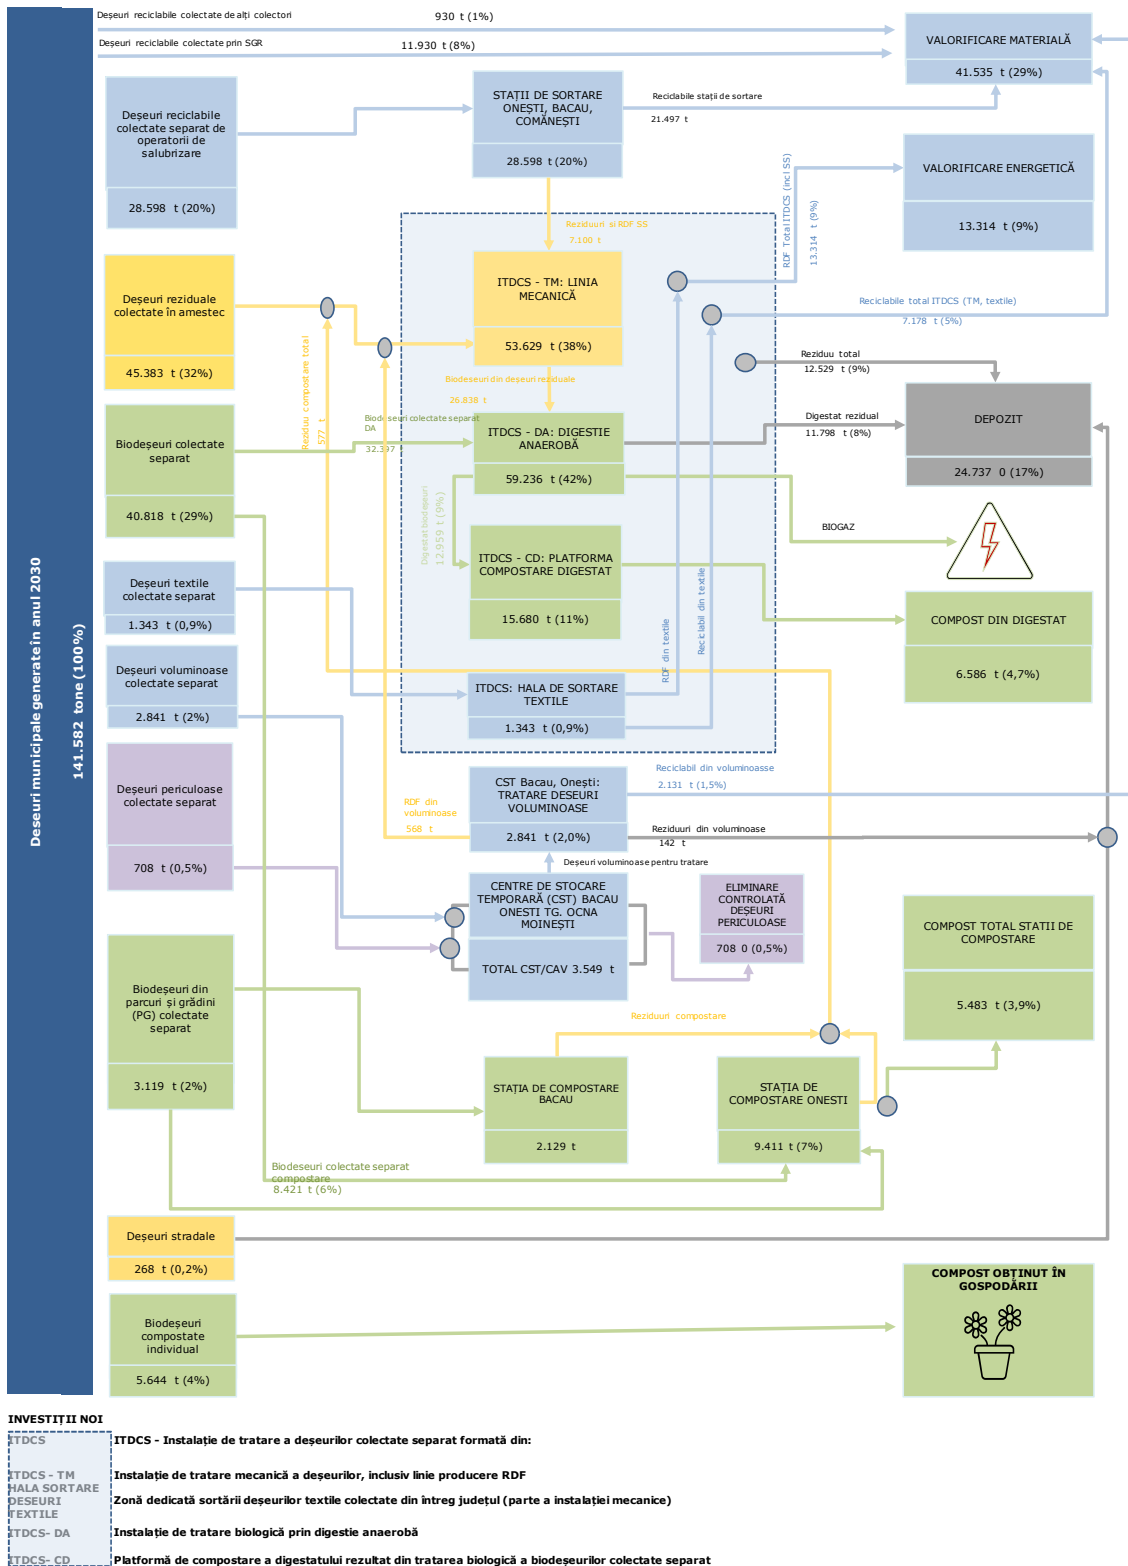 Deseuri municipale generate în anul 2030
141.582 tone (100%)
Deșeuri reciclabile colectate de alți colectori
930 t (1%)
Deșeuri reciclabile colectate prin SGR
11.930 t (8%)
VALORIFICARE MATERIALĂ
41.535 t (29%)
Deșeuri reciclabile
colectate separat de
operatorii de
salubrizare
28.598 t (20%)
STAȚII DE SORTARE
ONEȘTI, BACAU,
COMĂNEȘTI
28.598 t (20%)
Reciclabile stații de sortare
21.497 t
VALORIFICARE ENERGETICĂ
13.314 t (9%)
RDF Total ITDCS (incl SS)
13.314 t (9%)
Reziduuri si RDF SS
7.100 t
Deșeuri reziduale
colectate în amestec
45.383 t (32%)
ITDCS - TM: LINIA
MECANICĂ
53.629 t (38%)
Reciclabile total ITDCS (TM, textile)
7.178 t (5%)
Reziduu compostare total
577 t
Biodeseuri din deșeuri reziduale
26.838 t
Reziduu total
12.529 t (9%)
DEPOZIT
24.737 0 (17%)
Biodeșeuri colectate
separat
40.818 t (29%)
Biodeșeuri colectate separat
DA
32.397 t
ITDCS - DA: DIGESTIE
ANAEROBĂ
59.236 t (42%)
Digestat rezidual
11.798 t (8%)
Digestat biodeșeuri
12.959 t (9%)
BIOGAZ
ITDCS - CD: PLATFORMA
COMPOSTARE DIGESTAT
15.680 t (11%)
Deșeuri textile
colectate separat
1.343 t (0,9%)
COMPOST DIN DIGESTAT
6.586 t (4,7%)
RDF din textile
Reciclabil din textile
Deșeuri voluminoase
colectate separat
2.841 t (2%)
ITDCS: HALA DE SORTARE
TEXTILE
1.343 t (0,9%)
Deșeuri periculoase
colectate separat
708 t (0,5%)
RDF din
voluminoase
568 t
CST Bacau, Onești:
TRATARE DESEURI
VOLUMINOASE
2.841 t (2,0%)
Reciclabil din voluminoasse
2.131 t (1,5%)
Reziduuri din voluminoase
142 t
Deșeuri voluminoase pentru tratare
CENTRE DE STOCARE
TEMPORARĂ (CST) BACAU
ONESTI TG. OCNA
MOINEȘTI
TOTAL CST/CAV 3.549 t
ELIMINARE
CONTROLATĂ
DEȘEURI
PERICULOASE
708 0 (0,5%)
COMPOST TOTAL STATII DE
COMPOSTARE
5.483 t (3,9%)
Biodeșeuri din
parcuri și grădini
(PG) colectate
separat
3.119 t (2%)
Reziduuri compostare
STAȚIA DE COMPOSTARE
BACAU
2.129 t
STAȚIA DE
COMPOSTARE ONESTI
9.411 t (7%)
Biodeseuri colectate separat
compostare
8.421 t (6%)
Deșeuri stradale
268 t (0,2%)
Biodeșeuri
compostate
individual
5.644 t (4%)
COMPOST OBȚINUT ÎN
GOSPODĂRII
INVESTIȚII NOI
ITDCS
ITDCS - Instalație de tratare a deșeurilor colectate separat formată din:
ITDCS - TM
Instalație de tratare mecanică a deșeurilor, inclusiv linie producere RDF
HALA SORTARE
DESEURI
TEXTILE
Zonă dedicată sortării deșeurilor textile colectate din întreg județul (parte a instalației mecanice)
ITDCS- DA
Instalație de tratare biologică prin digestie anaerobă
ITDCS- CD
Platformă de compostare a digestatului rezultat din tratarea biologică a biodeșeurilor colectate separat